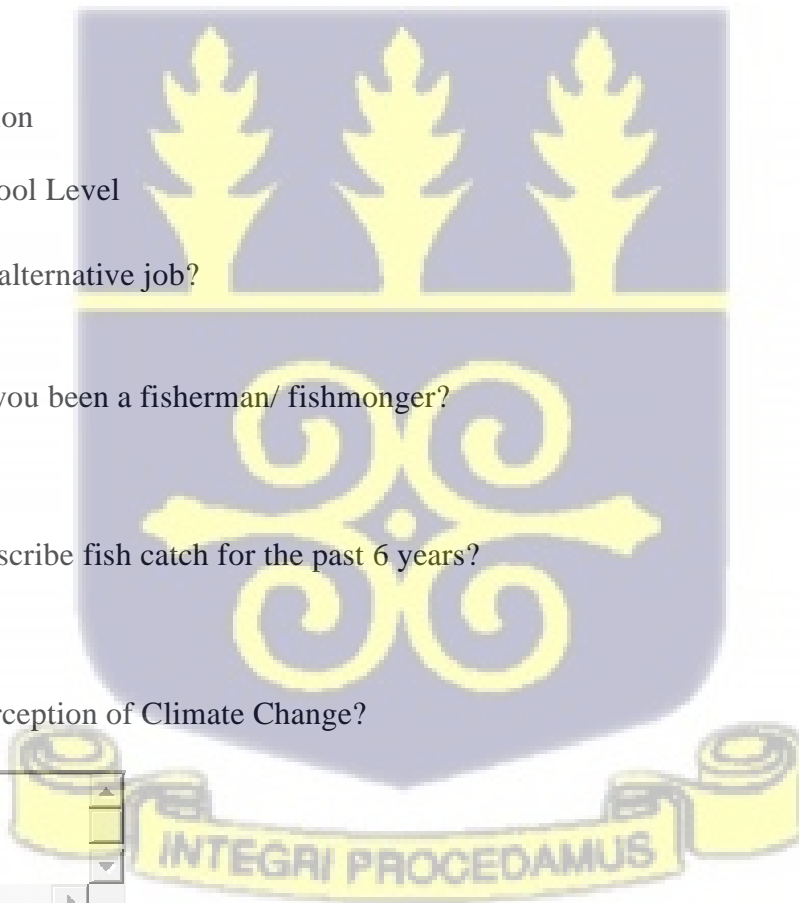 on
ool Level
alternative job?
you been a fisherman/ fishmonger?
scribe fish catch for the past 6 years?
rception of Climate Change?
INTEGRI PROCEDAMUS